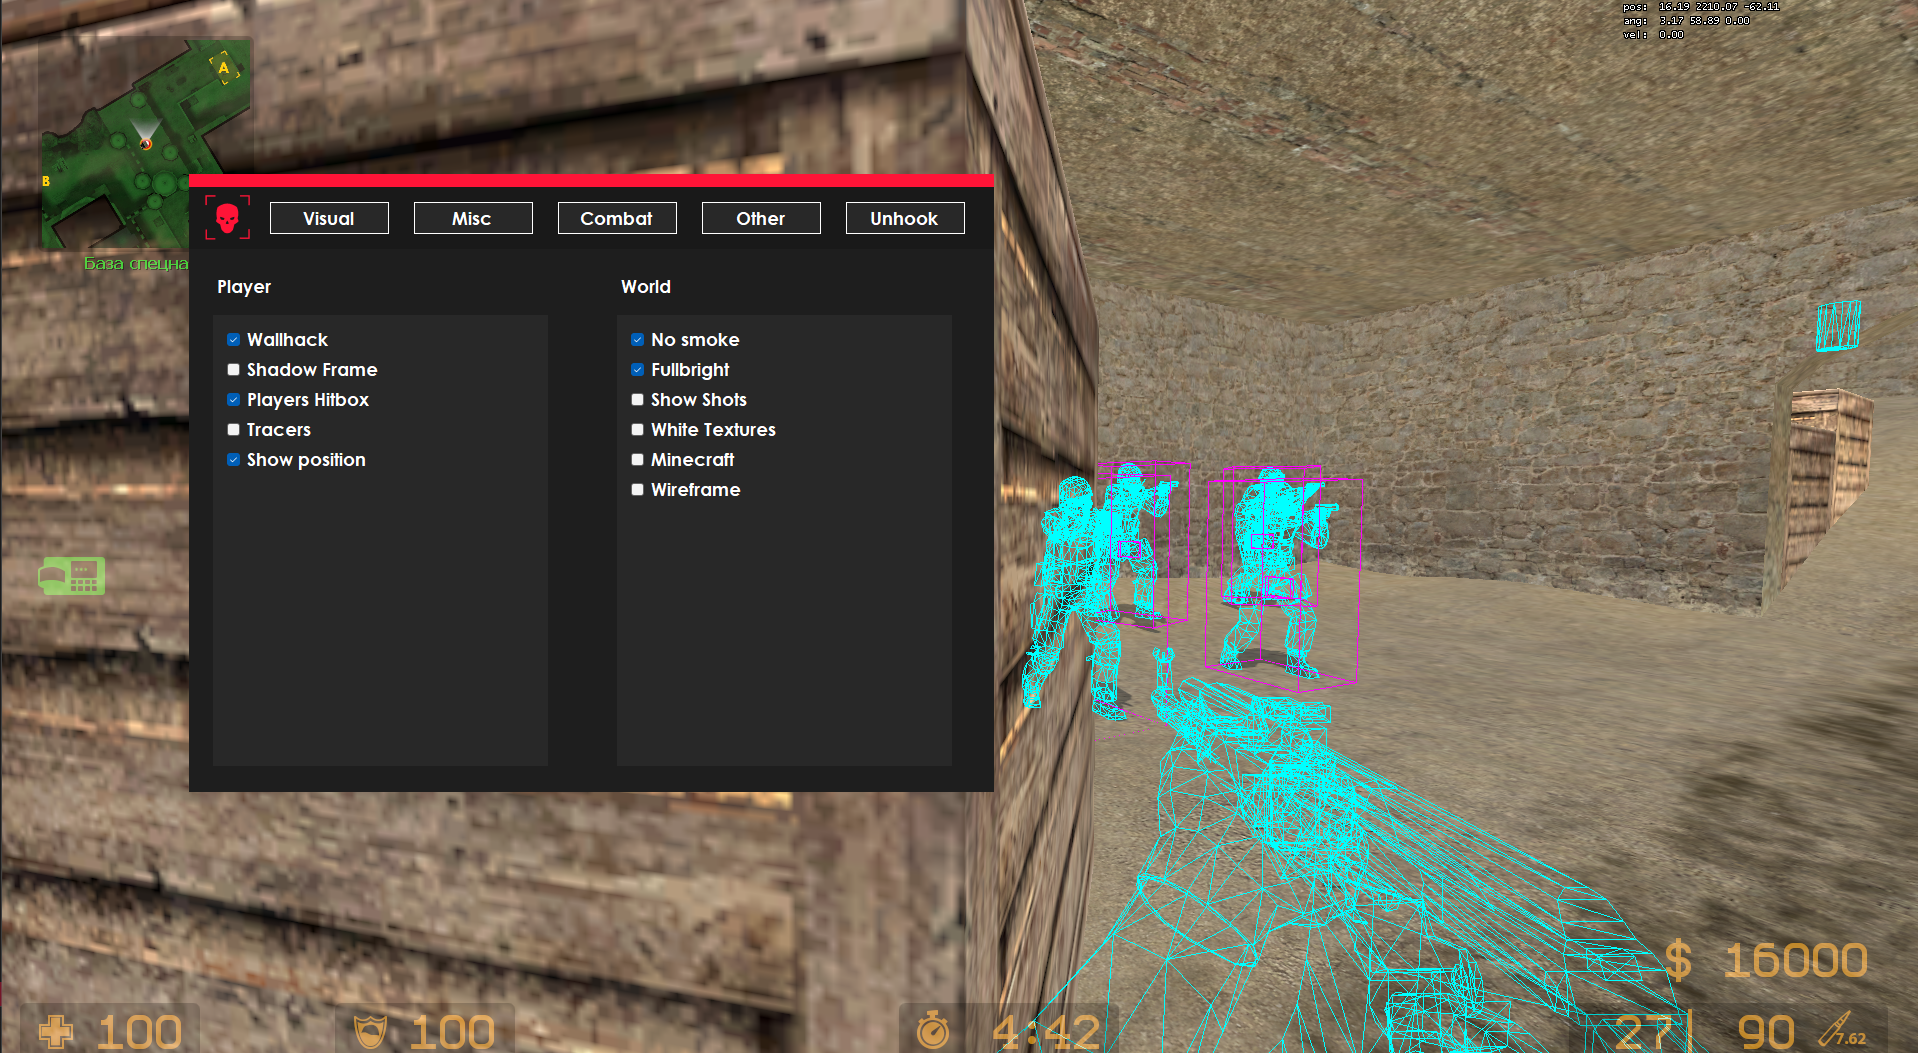 pos: 16.19 2210.07 -62.11
ang: 3.17 58.89 0.00
vel: 0.00
A
B
База спецна
Visual
Misc
Combat
Other
Unhook
Player
Wallhack
Shadow Frame
Players Hitbox
Tracers
Show position
World
No smoke
Fullbright
Show Shots
White Textures
Minecraft
Wireframe
$ 16000
100
100
4:42
27| 90
7.62